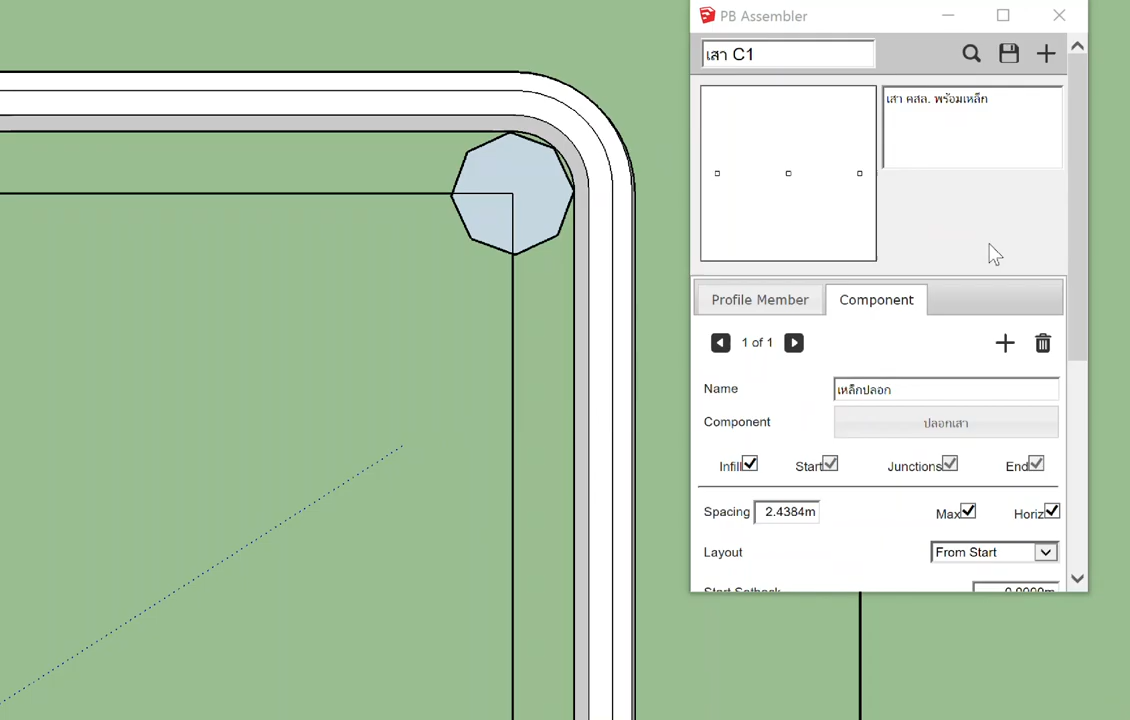 PB Assembler
เสา C1
เสา คสล. พร้อมเหล็ก
Profile Member
Component
1 of 1
Name
เหล็กปลอก
Component
ปลอกเสา
Infill
Start
Junctions
End
Spacing
2.4384m
Max
Horiz
Layout
From Start
Start Setback